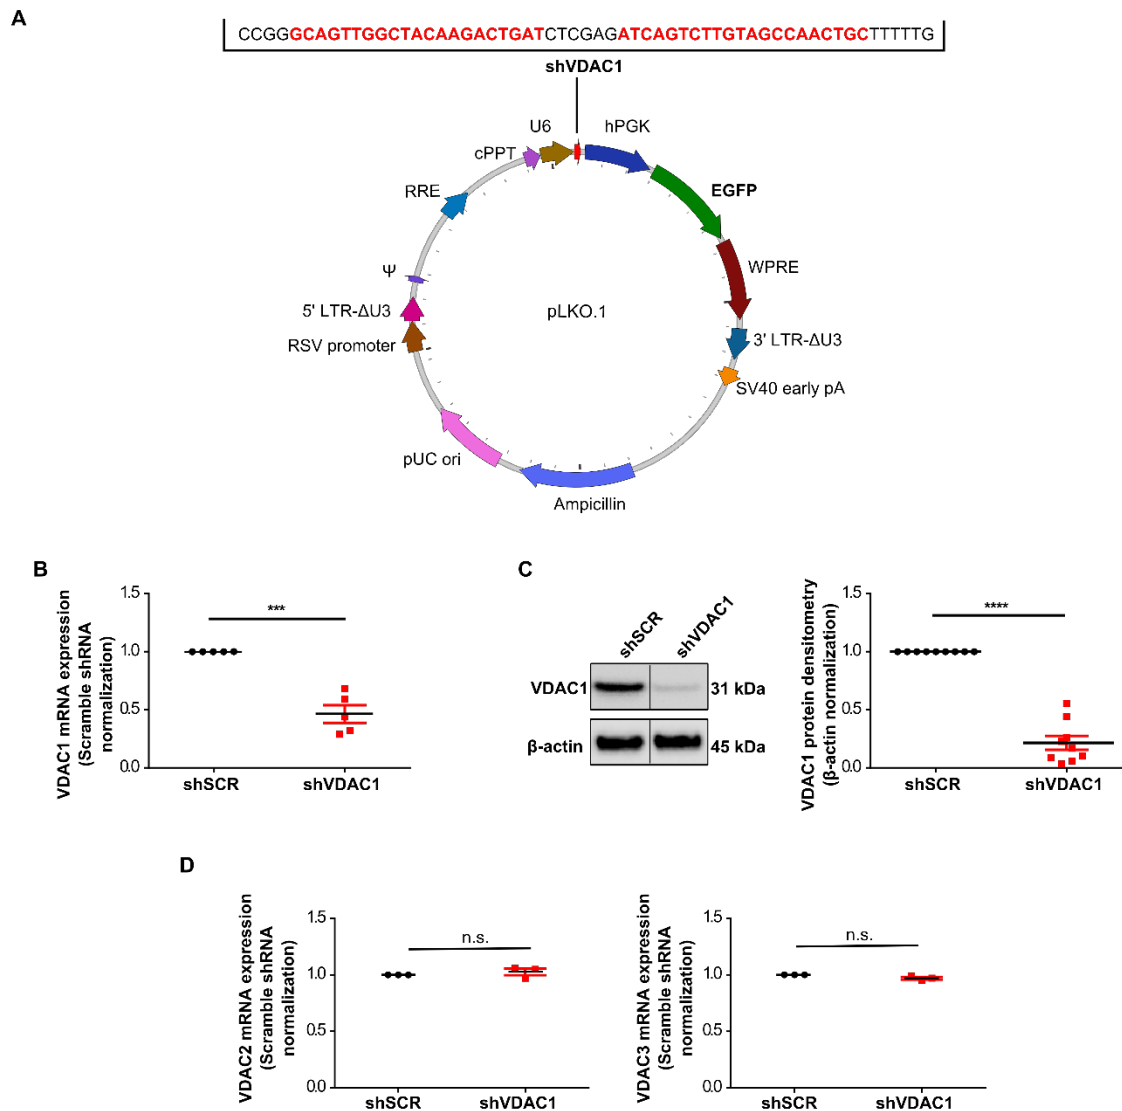 A
CCGGGCAGTTGGCTACAAGACTGATCTCGAGATCAGTCTTGTAGCCAACTGCTTTTTG
shVDAC1
U6
hPGK
cPPT
EGFP
RRE
WPRE
Ψ
5' LTR-ΔU3
pLKO.1
3' LTR-ΔU3
RSV promoter
SV40 early pA
pUC ori
Ampicillin
B
VDAC1 mRNA expression
(Scramble shRNA
normalization)
1.5
1.0
0.5
0.0
***
shSCR
shVDAC1
C
shSCR
shVDAC1
VDAC1
31 kDa
β-actin
45 kDa
VDAC1 protein densitometry
(β-actin normalization)
1.5
1.0
0.5
0.0
****
shSCR
shVDAC1
D
VDAC2 mRNA expression
(Scramble shRNA
normalization)
1.5
1.0
0.5
0.0
n.s.
shSCR
shVDAC1
VDAC3 mRNA expression
(Scramble shRNA
normalization)
1.5
1.0
0.5
0.0
n.s.
shSCR
shVDAC1